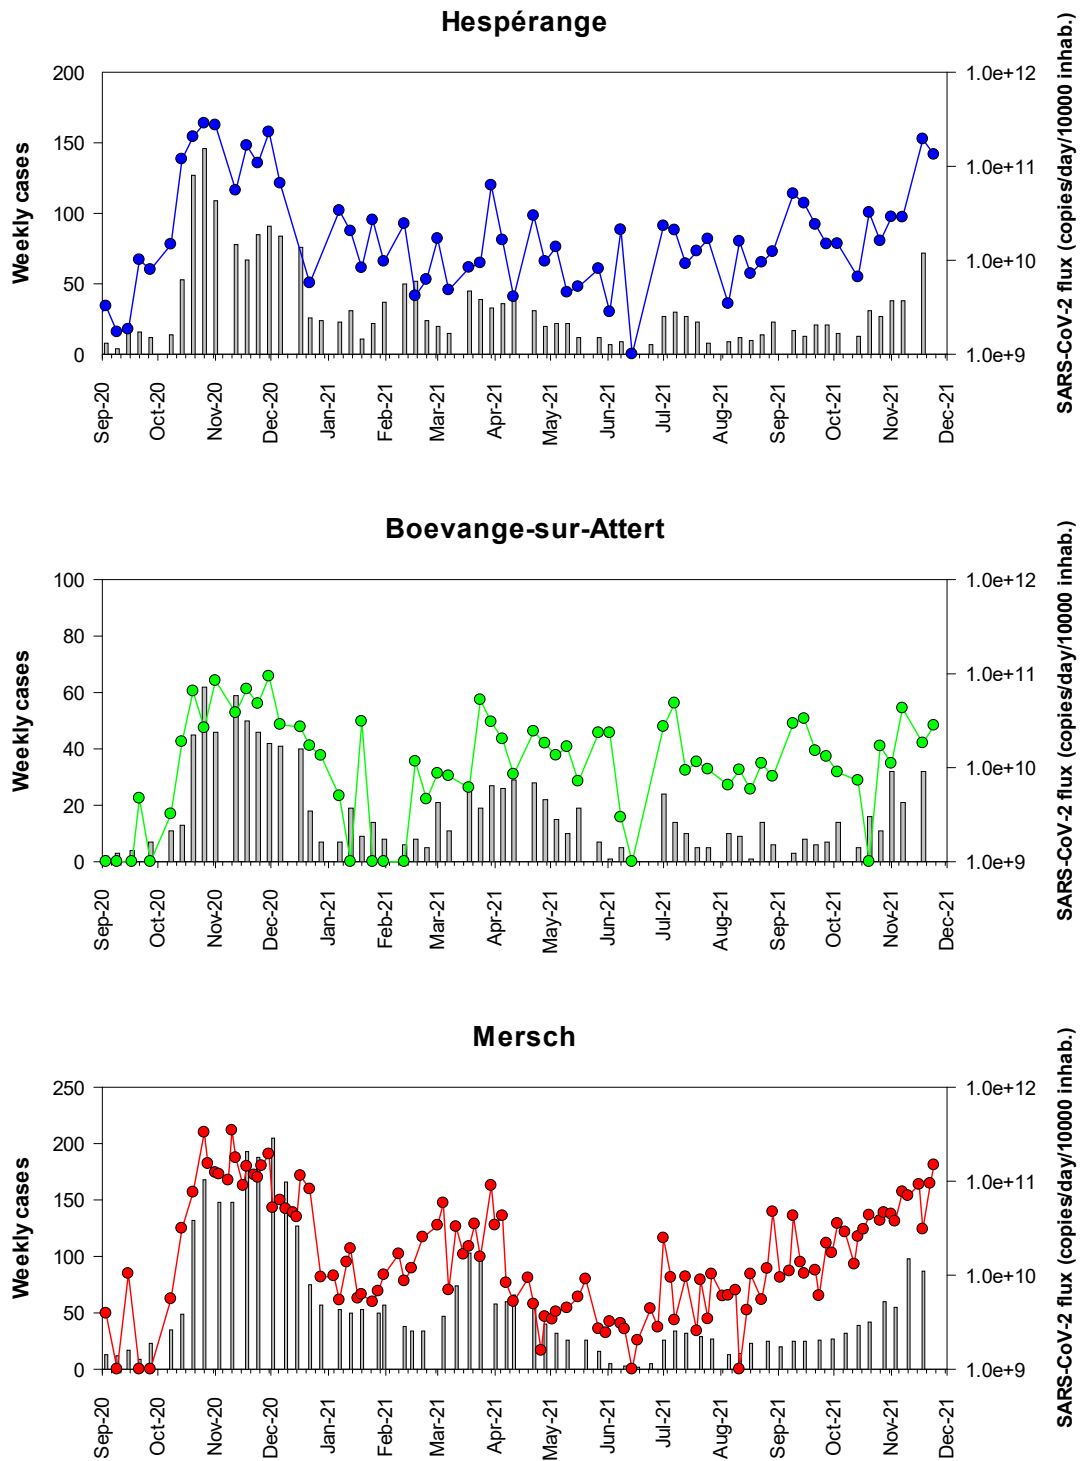 Hespérange
Weekly cases
200
150
100
50
0
1.0e+12
1.0e+11
1.0e+10
1.0e+9
SARS-CoV-2 flux (copies/day/10000 inhab.)
Sep-20
Oct-20
Nov-20
Dec-20
Jan-21
Feb-21
Mar-21
Apr-21
May-21
Jun-21
Jul-21
Aug-21
Sep-21
Oct-21
Nov-21
Dec-21
Boevange-sur-Attert
Weekly cases
100
80
60
40
20
0
1.0e+12
1.0e+11
1.0e+10
1.0e+9
SARS-CoV-2 flux (copies/day/10000 inhab.)
Sep-20
Oct-20
Nov-20
Dec-20
Jan-21
Feb-21
Mar-21
Apr-21
May-21
Jun-21
Jul-21
Aug-21
Sep-21
Oct-21
Nov-21
Dec-21
Mersch
Weekly cases
250
200
150
100
50
0
1.0e+12
1.0e+11
1.0e+10
1.0e+9
SARS-CoV-2 flux (copies/day/10000 inhab.)
Sep-20
Oct-20
Nov-20
Dec-20
Jan-21
Feb-21
Mar-21
Apr-21
May-21
Jun-21
Jul-21
Aug-21
Sep-21
Oct-21
Nov-21
Dec-21